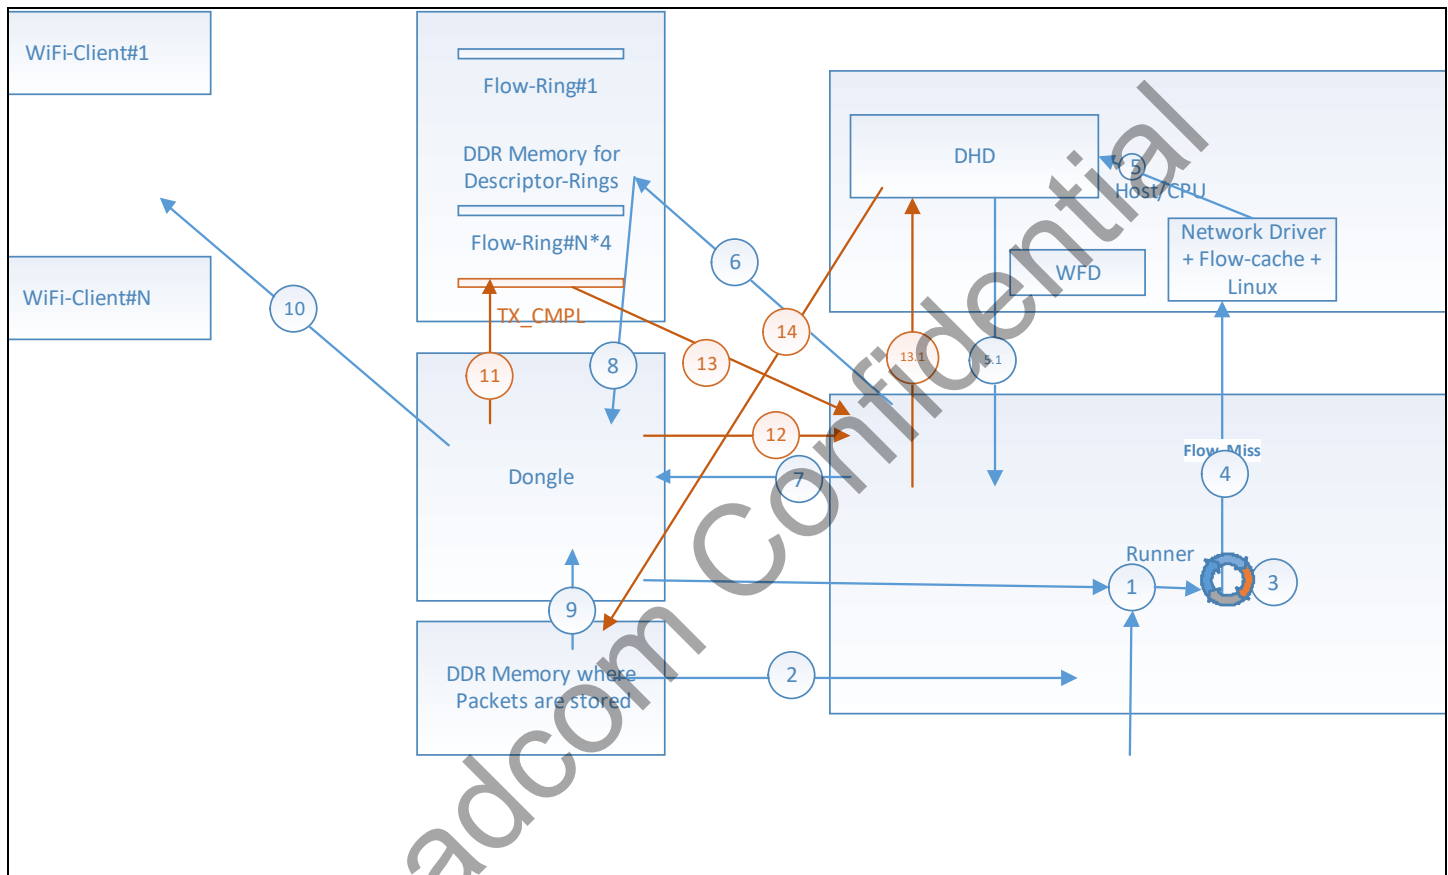 WiFi-Client#1
WiFi-Client#N
10
Flow-Ring#1
DDR Memory for
Descriptor-Rings
Flow-Ring#N*4
TX_CMPL
11
8
13
6
14
12
7
Dongle
9
DDR Memory where
Packets are stored
2
DHD
5
Host/CPU
Network Driver
+ Flow-cache +
Linux
WFD
13.1
5.1
Flow-Miss
4
Runner
1
3
adcom Confidential